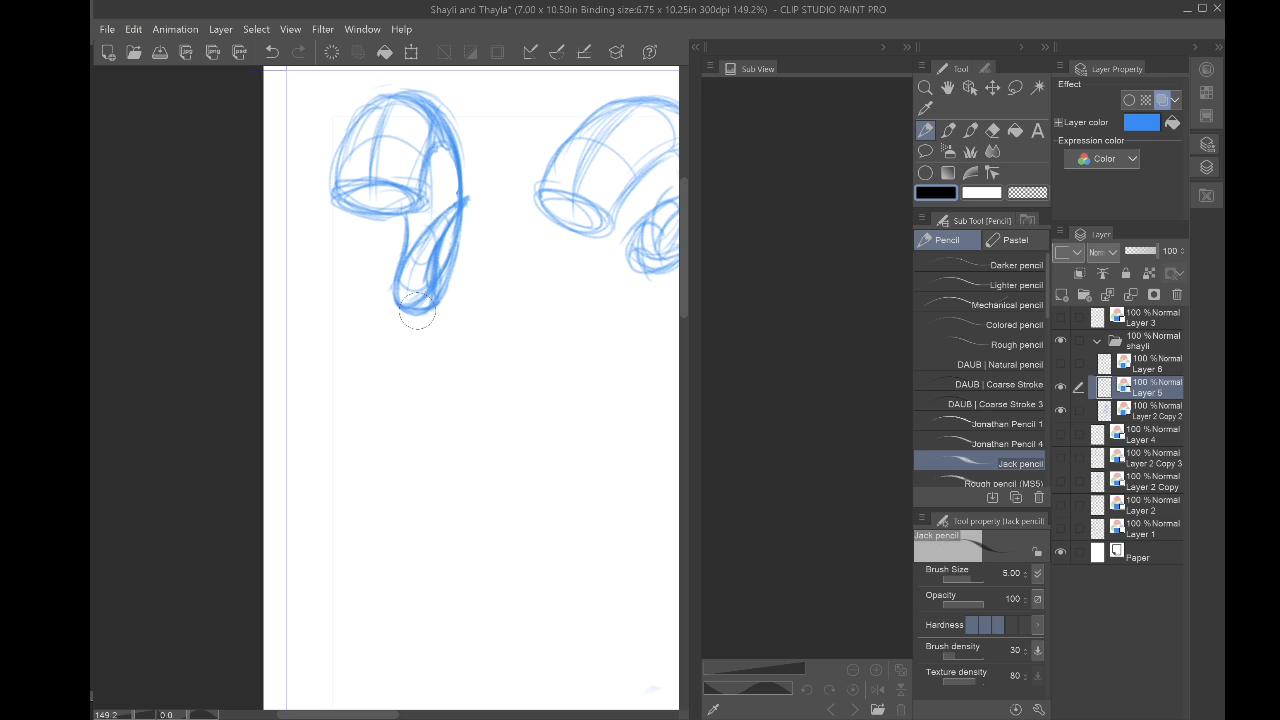 Shayli and Thayla* (7.00 x 10.50in Binding size:6.75 x 10.25in 300dpi 149.2%) - CLIP STUDIO PAINT PRO
File Edit Animation Layer Select View Filter Window Help
Sub View
Tool
Layer Property
Effect
Layer color
Expression color
Color
Sub Tool [Pencil]
Pencil Pastel
Darker pencil
Lighter pencil
Mechanical pencil
Colored pencil
Rough pencil
DAUB | Natural pencil
DAUB | Coarse Stroke
DAUB | Coarse Stroke 3
Jonathan Pencil 1
Jonathan Pencil 4
Jack pencil
Rough pencil (MS5)
Tool property [Jack pencil]
Jack pencil
Brush Size 5.00
Opacity 100
Hardness
Brush density 30
Texture density 80
Layer
Norm 100
100 % Normal
Layer 3
100 % Normal
shayli
100 % Normal
Layer 6
100 % Normal
Layer 5
100 % Normal
Layer 2 Copy 2
100 % Normal
Layer 4
100 % Normal
Layer 2 Copy 3
100 % Normal
Layer 2 Copy
100 % Normal
Layer 2
100 % Normal
Layer 1
Paper
149.2 0.0